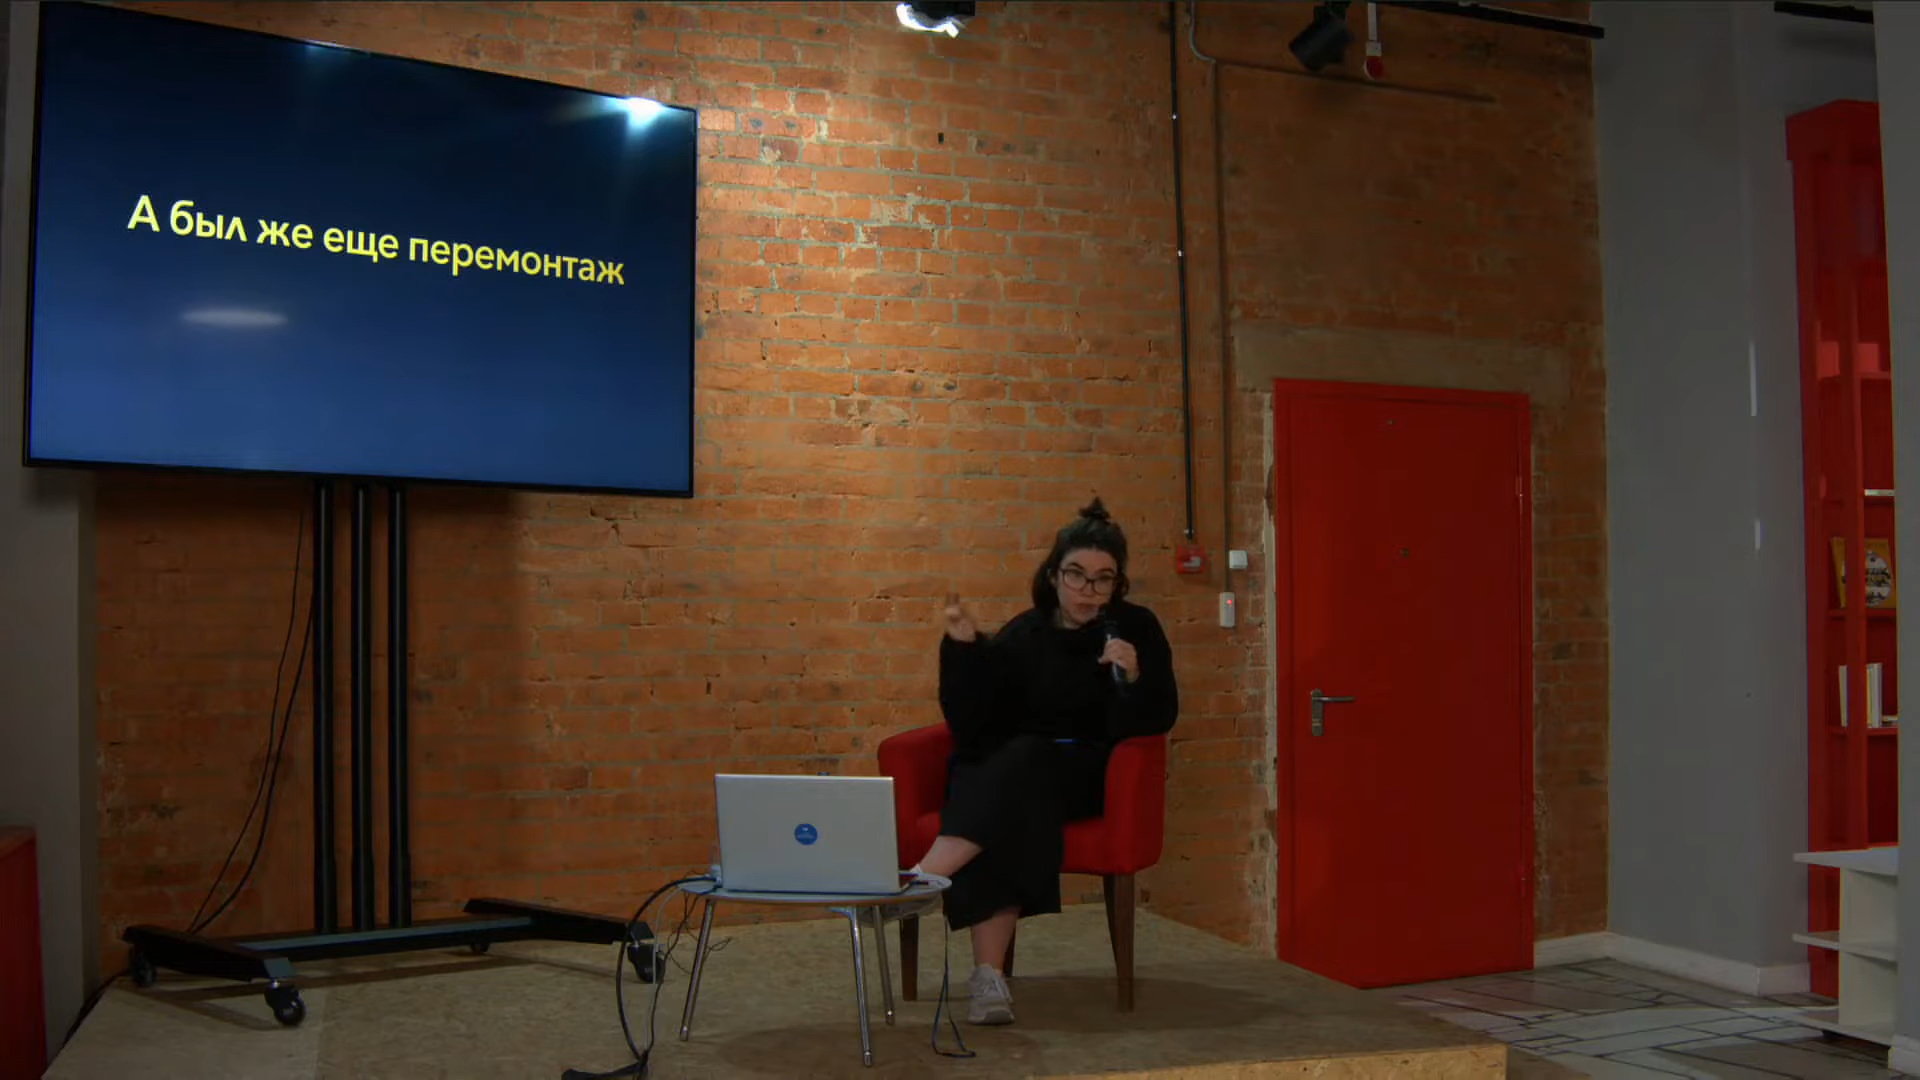 А был же еще перемонтаж